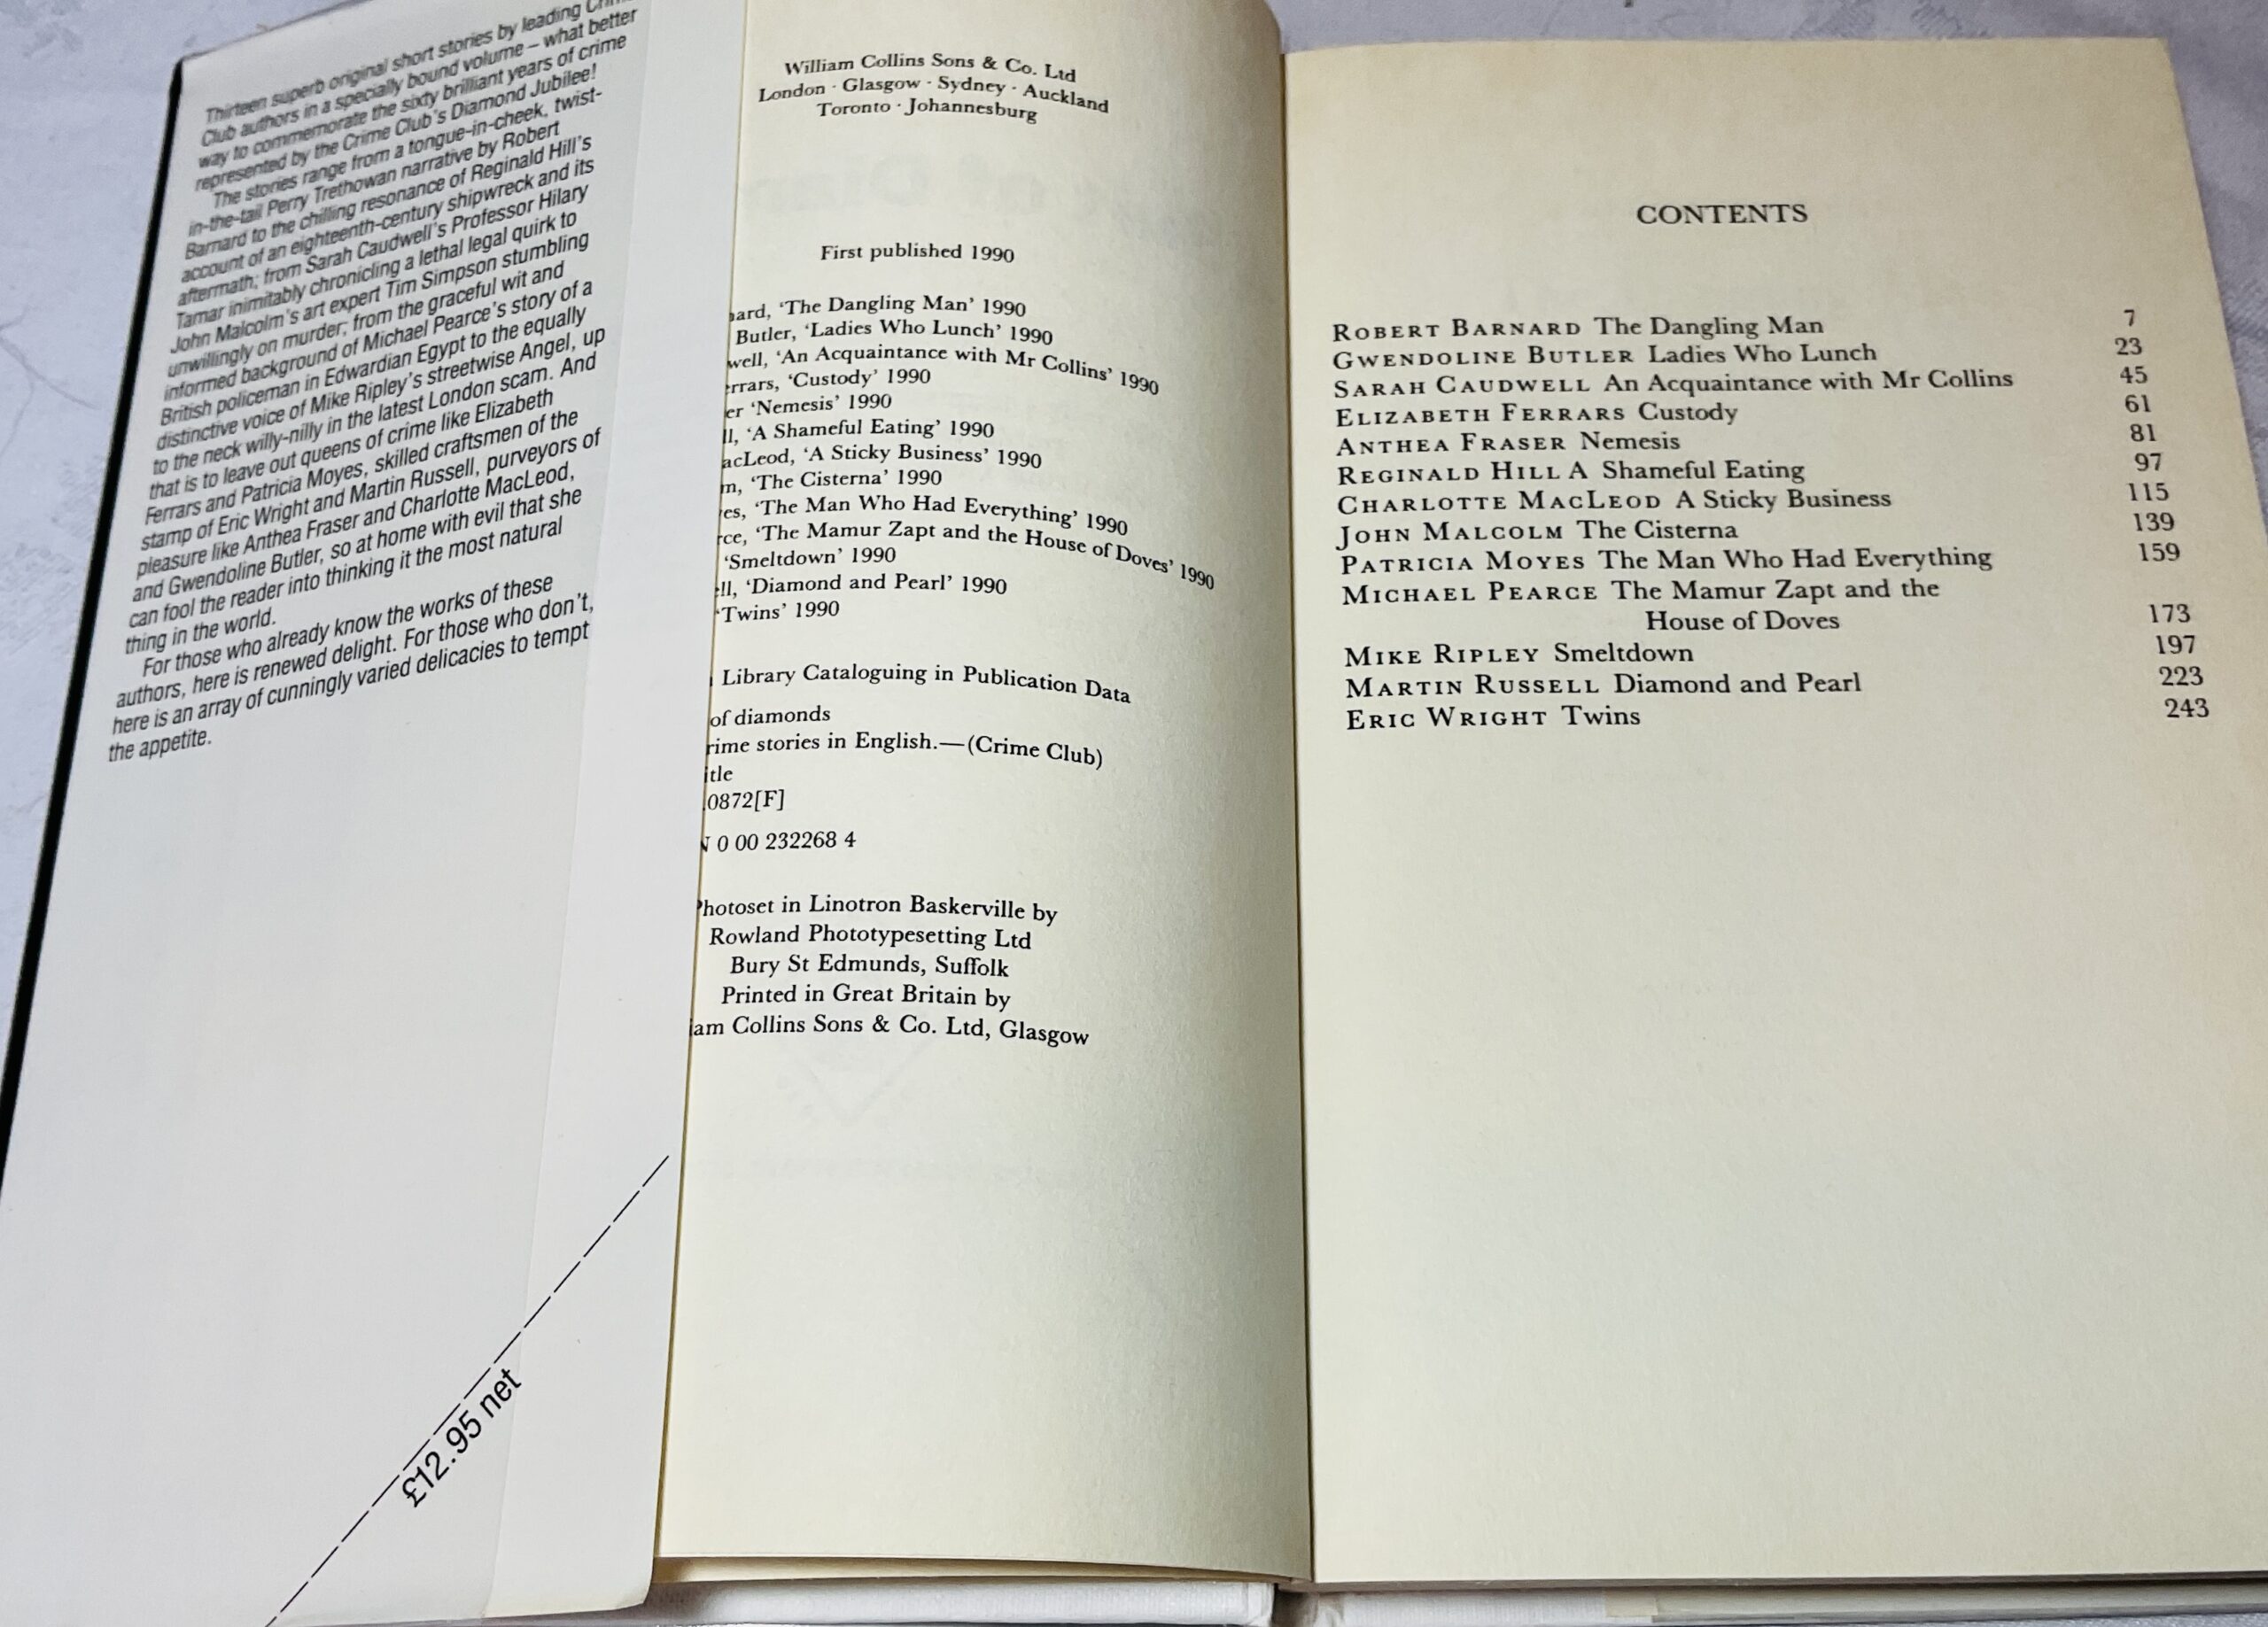 Thirteen superb original short stories by leading
Club authors in a specially bound volume – what better
way to commemorate the sixty brilliant years of crime
represented by the Crime Club's Diamond Jubilee!
The stories range from a tongue-in-cheek, twist-
in-the-tail Perry Trethowan narrative by Robert
Barnard to the chilling resonance of Reginald Hill's
account of an eighteenth-century shipwreck and its
aftermath; from Sarah Caudwell's Professor Hilary
Tamar inimitably chronicling a lethal legal quirk to
John Malcolm's art expert Tim Simpson stumbling
unwillingly on murder; from the graceful wit and
informed background of Michael Pearce's story of a
British policeman in Edwardian Egypt to the equally
distinctive voice of Mike Ripley's streetwise Angel, up
to the neck willy-nilly in the latest London scam. And
that is to leave out queens of crime like Elizabeth
Ferrars and Patricia Moyes, skilled craftsmen of the
stamp of Eric Wright and Martin Russell, purveyors of
pleasure like Anthea Fraser and Charlotte MacLeod,
and Gwendoline Butler, so at home with evil that she
can fool the reader into thinking it the most natural
thing in the world.
For those who already know the works of these
authors, here is renewed delight. For those who don't,
here is an array of cunningly varied delicacies to tempt
the appetite.
£12.95 net
William Collins Sons & Co. Ltd
London · Glasgow · Sydney · Auckland
Toronto · Johannesburg
First published 1990
ard, ‘The Dangling Man’ 1990
Butler, ‘Ladies Who Lunch’ 1990
well, ‘An Acquaintance with Mr Collins’ 1990
rrars, ‘Custody’ 1990
er ‘Nemesis’ 1990
ll, ‘A Shameful Eating’ 1990
acLeod, ‘A Sticky Business’ 1990
m, ‘The Cisterna’ 1990
es, ‘The Man Who Had Everything’ 1990
rce, ‘The Mamur Zapt and the House of Doves’ 1990
‘Smeltdown’ 1990
ll, ‘Diamond and Pearl’ 1990
‘Twins’ 1990
Library Cataloguing in Publication Data
of diamonds
rime stories in English.—(Crime Club)
itle
0872[F]
N 0 00 232268 4
Photoset in Linotron Baskerville by
Rowland Phototypesetting Ltd
Bury St Edmunds, Suffolk
Printed in Great Britain by
iam Collins Sons & Co. Ltd, Glasgow
CONTENTS
ROBERT BARNARD The Dangling Man 7
GWENDOLINE BUTLER Ladies Who Lunch 23
SARAH CAUDWELL An Acquaintance with Mr Collins 45
ELIZABETH FERRARS Custody 61
ANTHEA FRASER Nemesis 81
REGINALD HILL A Shameful Eating 97
CHARLOTTE MACLEOD A Sticky Business 115
JOHN MALCOLM The Cisterna 139
PATRICIA MOYES The Man Who Had Everything 159
MICHAEL PEARCE The Mamur Zapt and the
House of Doves 173
MIKE RIPLEY Smeltdown 197
MARTIN RUSSELL Diamond and Pearl 223
ERIC WRIGHT Twins 243